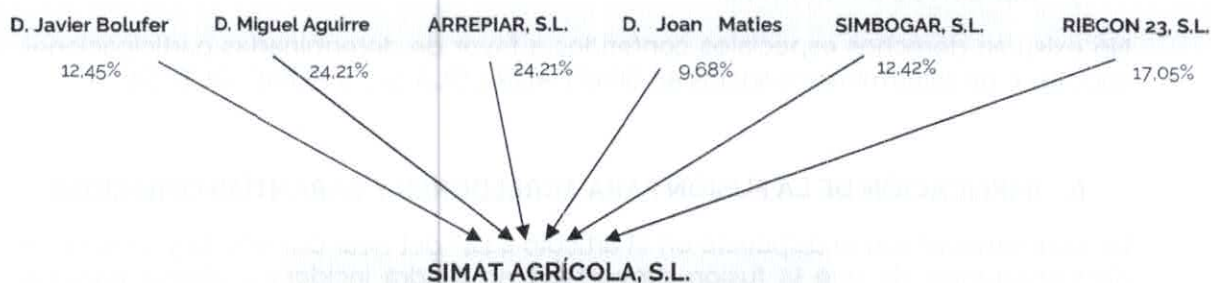 D. Javier Bolufer D. Miguel Aguirre ARREPIAR, S.L. D. Joan Maties SIMBOGAR, S.L. RIBCON 23, S.L.
12,45% 24,21% 24,21% 9,68% 12,42% 17,05%
SIMAT AGRÍCOLA, S.L.